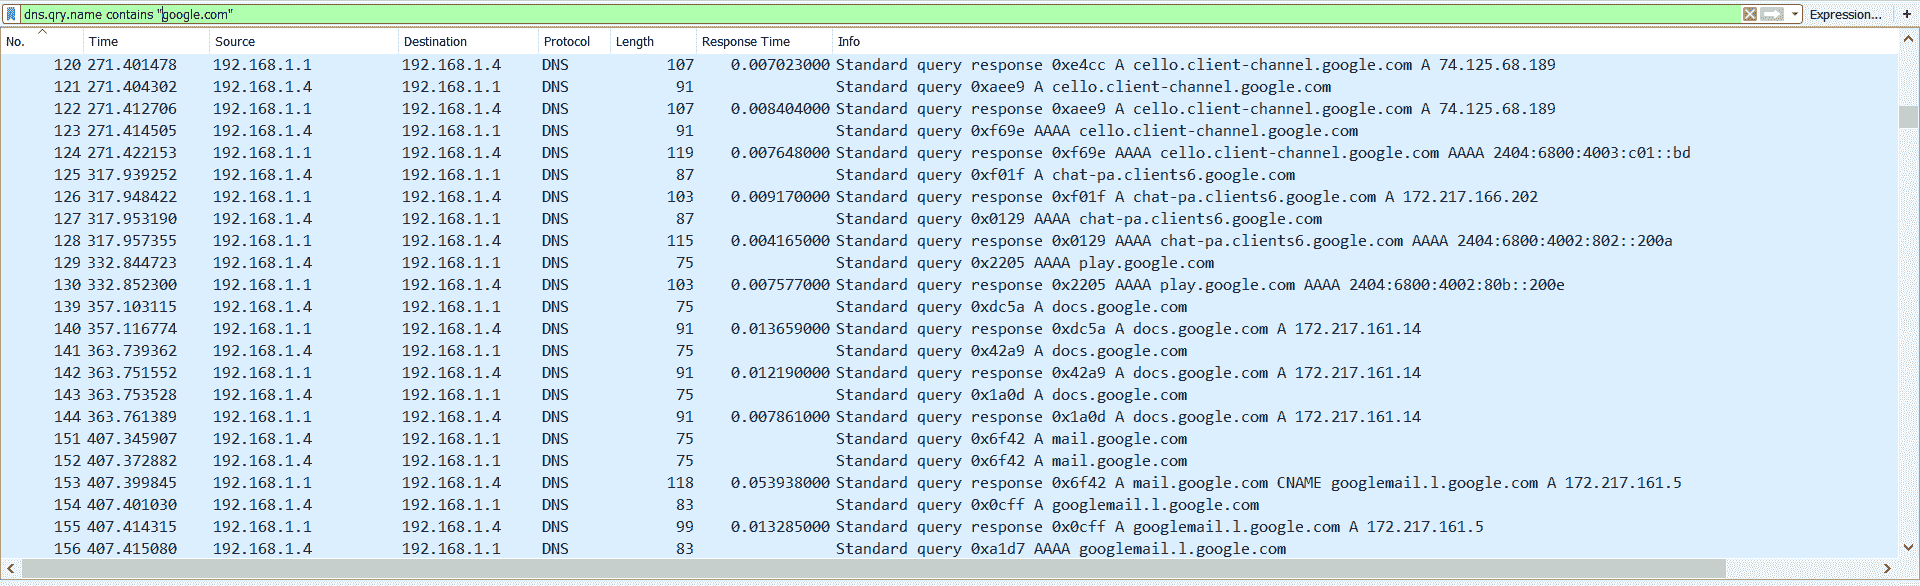 dns.qry.name contains "google.com" Expression... +
No. Time Source Destination Protocol Length Response Time Info
120 271.401478 192.168.1.1 192.168.1.4 DNS 107 0.007023000 Standard query response 0xe4cc A cello.client-channel.google.com A 74.125.68.189
121 271.404302 192.168.1.4 192.168.1.1 DNS 91 Standard query 0xaee9 A cello.client-channel.google.com
122 271.412706 192.168.1.1 192.168.1.4 DNS 107 0.008404000 Standard query response 0xaee9 A cello.client-channel.google.com A 74.125.68.189
123 271.414505 192.168.1.4 192.168.1.1 DNS 91 Standard query 0xf69e AAAA cello.client-channel.google.com
124 271.422153 192.168.1.1 192.168.1.4 DNS 119 0.007648000 Standard query response 0xf69e AAAA cello.client-channel.google.com AAAA 2404:6800:4003:c01::bd
125 317.939252 192.168.1.4 192.168.1.1 DNS 87 Standard query 0xf01f A chat-pa.clients6.google.com
126 317.948422 192.168.1.1 192.168.1.4 DNS 103 0.009170000 Standard query response 0xf01f A chat-pa.clients6.google.com A 172.217.166.202
127 317.953190 192.168.1.4 192.168.1.1 DNS 87 Standard query 0x0129 AAAA chat-pa.clients6.google.com
128 317.957355 192.168.1.1 192.168.1.4 DNS 115 0.004165000 Standard query response 0x0129 AAAA chat-pa.clients6.google.com AAAA 2404:6800:4002:802::200a
129 332.844723 192.168.1.4 192.168.1.1 DNS 75 Standard query 0x2205 AAAA play.google.com
130 332.852300 192.168.1.1 192.168.1.4 DNS 103 0.007577000 Standard query response 0x2205 AAAA play.google.com AAAA 2404:6800:4002:80b::200e
139 357.103115 192.168.1.4 192.168.1.1 DNS 75 Standard query 0xdc5a A docs.google.com
140 357.116774 192.168.1.1 192.168.1.4 DNS 91 0.013659000 Standard query response 0xdc5a A docs.google.com A 172.217.161.14
141 363.739362 192.168.1.4 192.168.1.1 DNS 75 Standard query 0x42a9 A docs.google.com
142 363.751552 192.168.1.1 192.168.1.4 DNS 91 0.012190000 Standard query response 0x42a9 A docs.google.com A 172.217.161.14
143 363.753528 192.168.1.4 192.168.1.1 DNS 75 Standard query 0x1a0d A docs.google.com
144 363.761389 192.168.1.1 192.168.1.4 DNS 91 0.007861000 Standard query response 0x1a0d A docs.google.com A 172.217.161.14
151 407.345907 192.168.1.4 192.168.1.1 DNS 75 Standard query 0x6f42 A mail.google.com
152 407.372882 192.168.1.4 192.168.1.1 DNS 75 Standard query 0x6f42 A mail.google.com
153 407.399845 192.168.1.1 192.168.1.4 DNS 118 0.053938000 Standard query response 0x6f42 A mail.google.com CNAME googlemail.l.google.com A 172.217.161.5
154 407.401030 192.168.1.4 192.168.1.1 DNS 83 Standard query 0x0cff A googlemail.l.google.com
155 407.414315 192.168.1.1 192.168.1.4 DNS 99 0.013285000 Standard query response 0x0cff A googlemail.l.google.com A 172.217.161.5
156 407.415080 192.168.1.4 192.168.1.1 DNS 83 Standard query 0xa1d7 AAAA googlemail.l.google.com